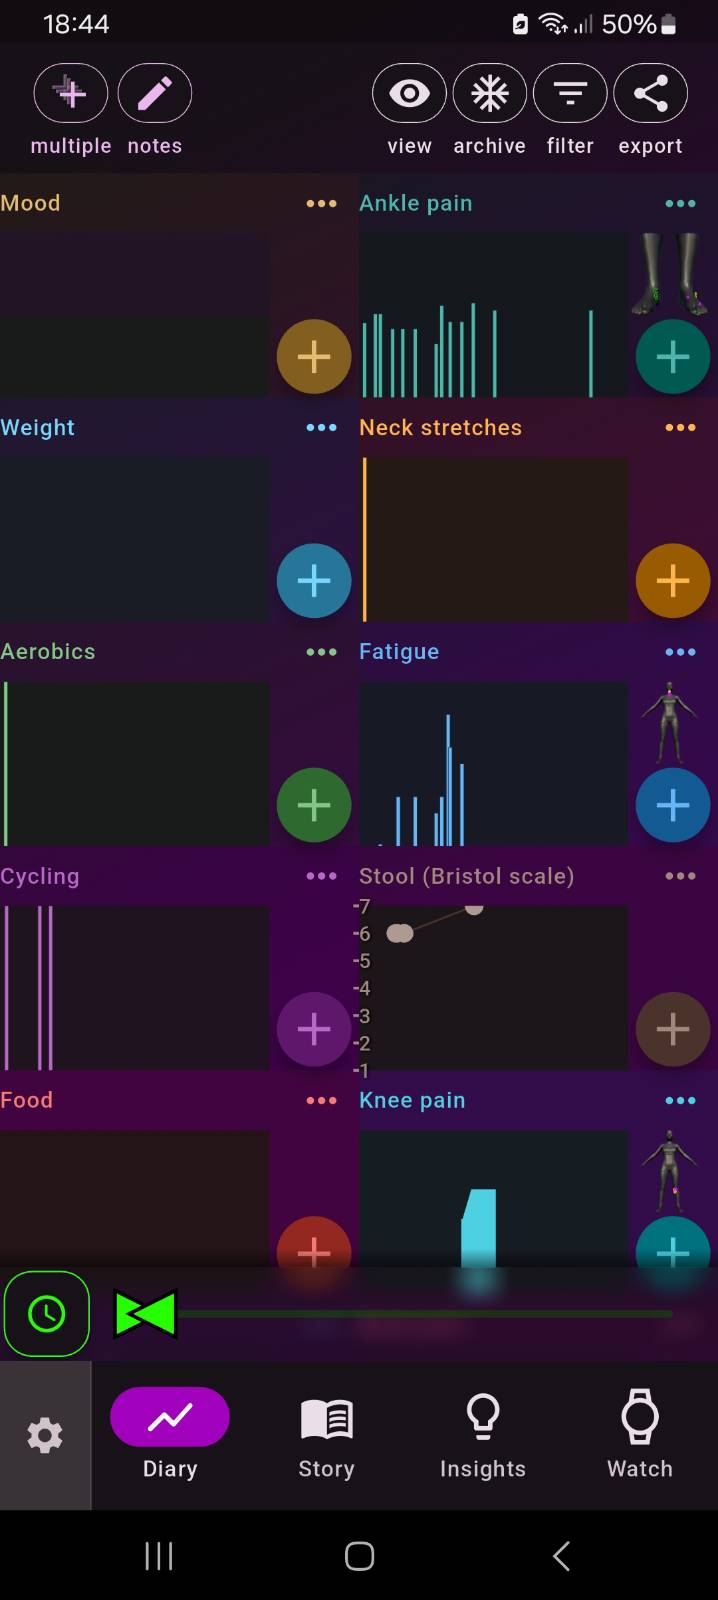 18:44 50%
multiple notes view archive filter export
Mood Ankle pain
Weight Neck stretches
Aerobics Fatigue
Cycling Stool (Bristol scale)
-7
-6
-5
-4
-3
-2
-1
Food Knee pain
Diary Story Insights Watch